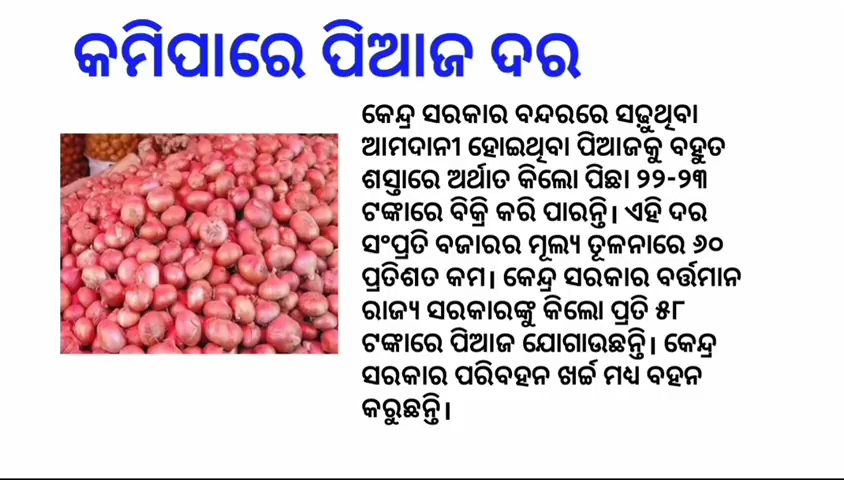 କମିପାରେ ପିଆଜ ଦର
କେନ୍ଦ୍ର ସରକାର ବନ୍ଦରରେ ସଢ଼ୁଥିବା
ଆମଦାନୀ ହୋଇଥିବା ପିଆଜକୁ ବହୁତ
ଶସ୍ତାରେ ଅର୍ଥାତ କିଲୋ ପିଛା ୨୨-୨୩
ଟଙ୍କାରେ ବିକ୍ରି କରି ପାରନ୍ତି। ଏହି ଦର
ସଂପ୍ରତି ବଜାରର ମୂଲ୍ୟ ତୂଳନାରେ ୬୦
ପ୍ରତିଶତ କମ। କେନ୍ଦ୍ର ସରକାର ବର୍ତ୍ତମାନ
ରାଜ୍ୟ ସରକାରଙ୍କୁ କିଲୋ ପ୍ରତି ୫୮
ଟଙ୍କାରେ ପିଆଜ ଯୋଗାଉଛନ୍ତି। କେନ୍ଦ୍ର
ସରକାର ପରିବହନ ଖର୍ଚ୍ଚ ମଧ୍ୟ ବହନ
କରୁଛନ୍ତି।